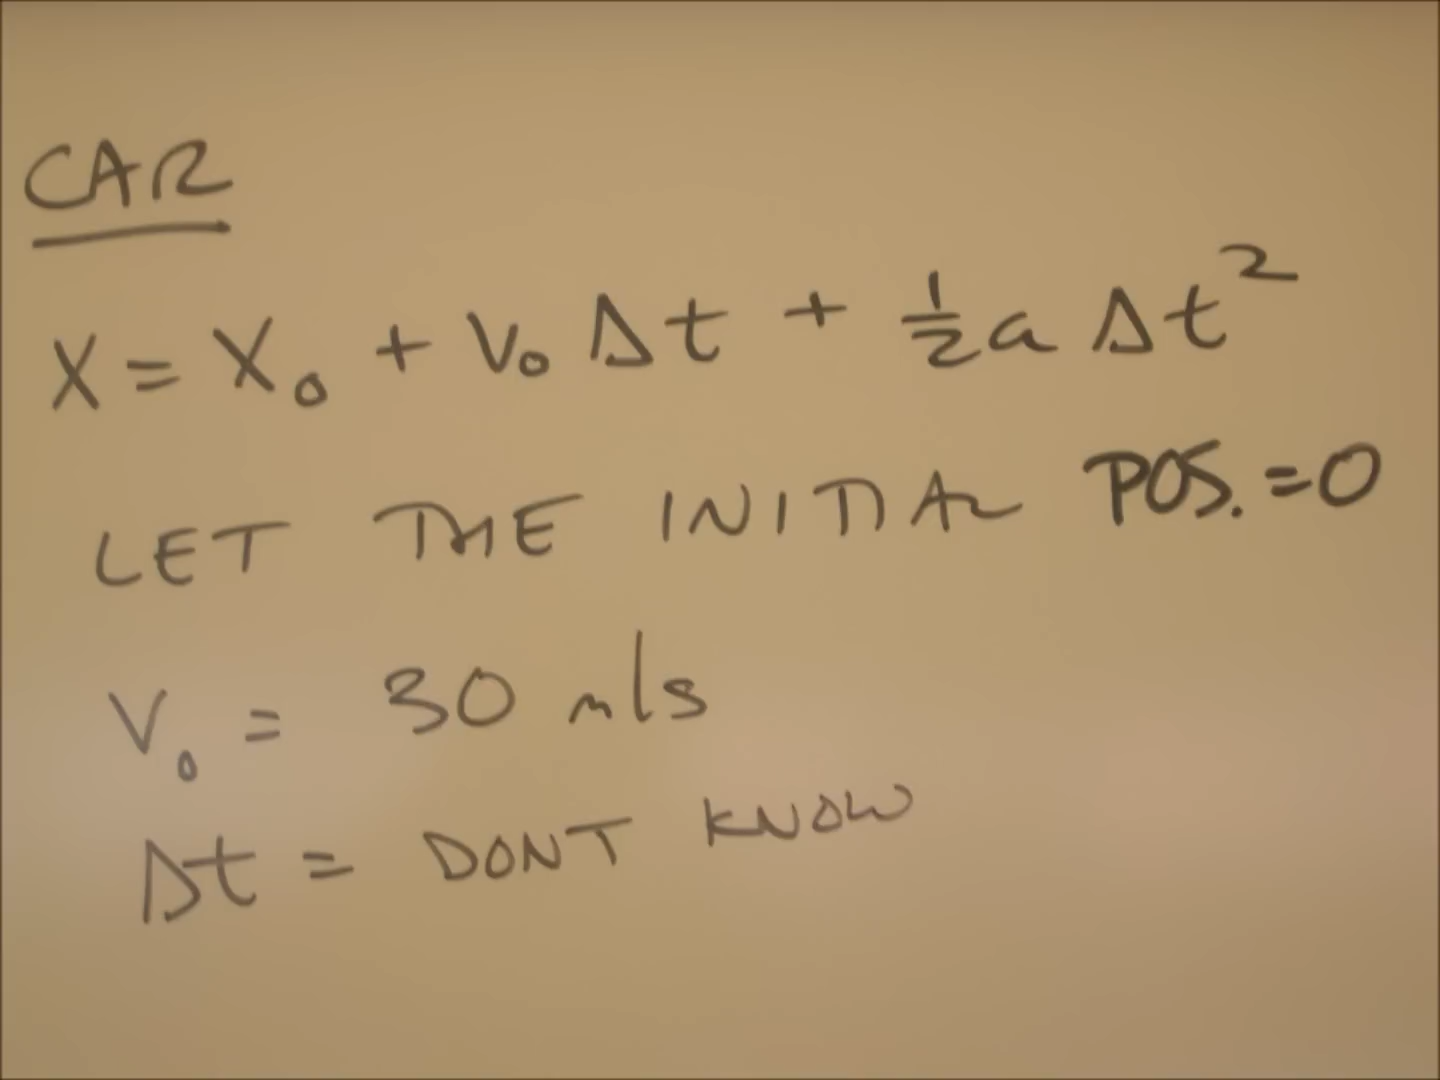 CAR
X = X₀ + V₀ Δt + ½ a Δt²
LET THE INITIAL POS. = 0
V₀ = 30 m/s
Δt = DONT KNOW